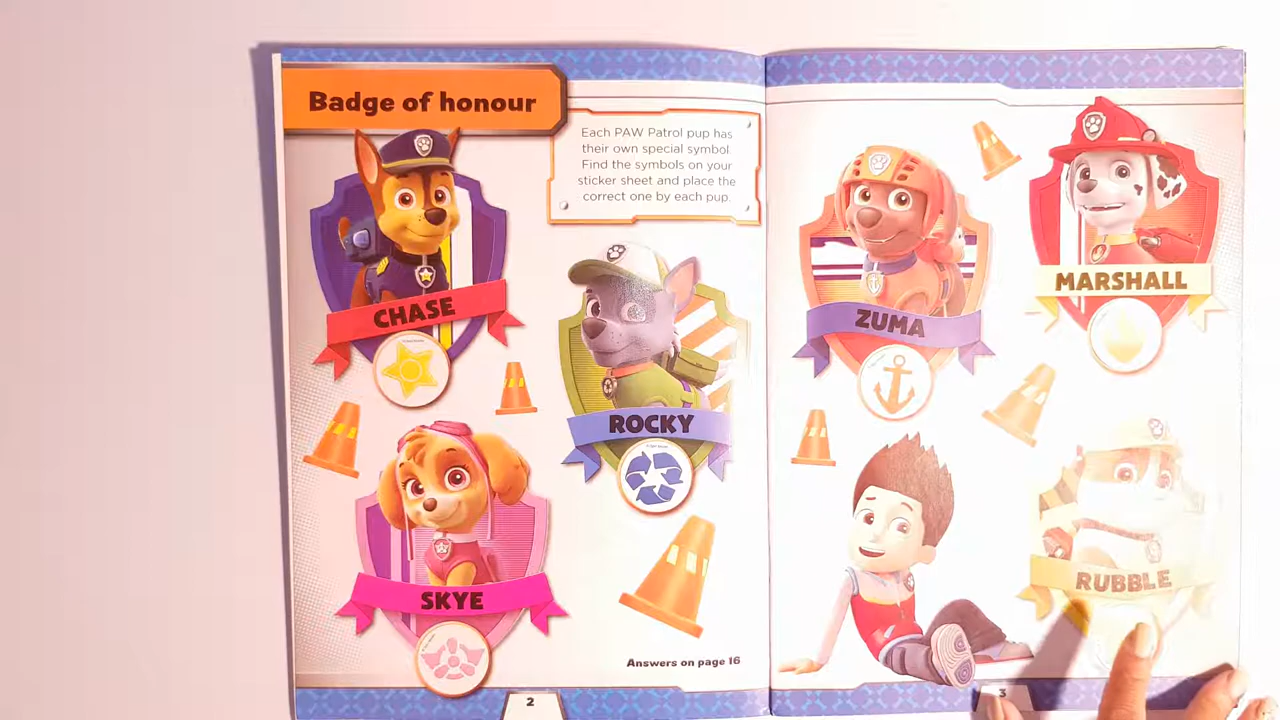 Badge of honour
Each PAW Patrol pup has
their own special symbol.
Find the symbols on your
sticker sheet and place the
correct one by each pup.
CHASE
ROCKY
SKYE
Answers on page 16
2
MARSHALL
ZUMA
RUBBLE
3